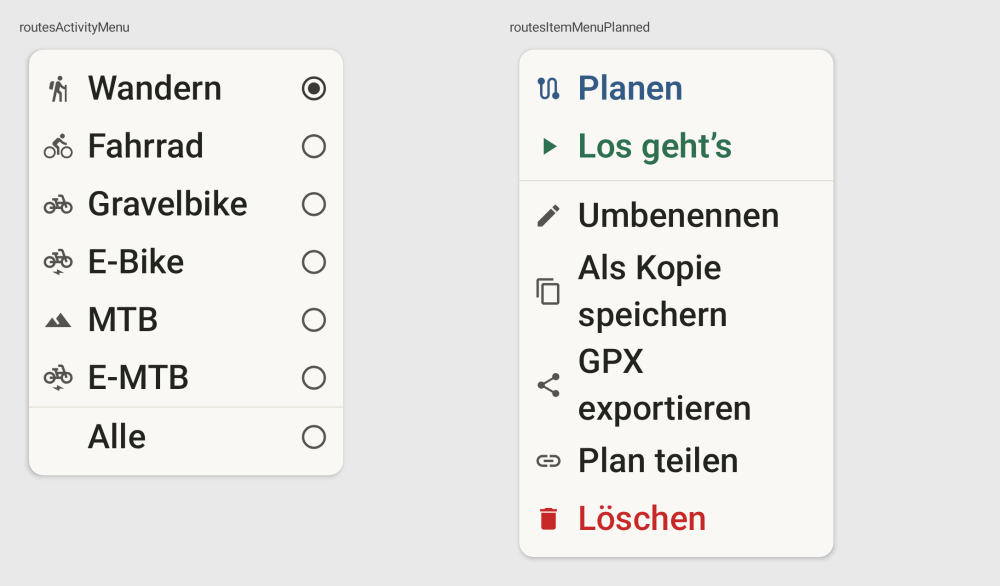 routesActivityMenu
Wandern
Fahrrad
Gravelbike
E-Bike
MTB
E-MTB
Alle
routesItemMenuPlanned
Planen
Los geht’s
Umbenennen
Als Kopie
speichern
GPX
exportieren
Plan teilen
Löschen